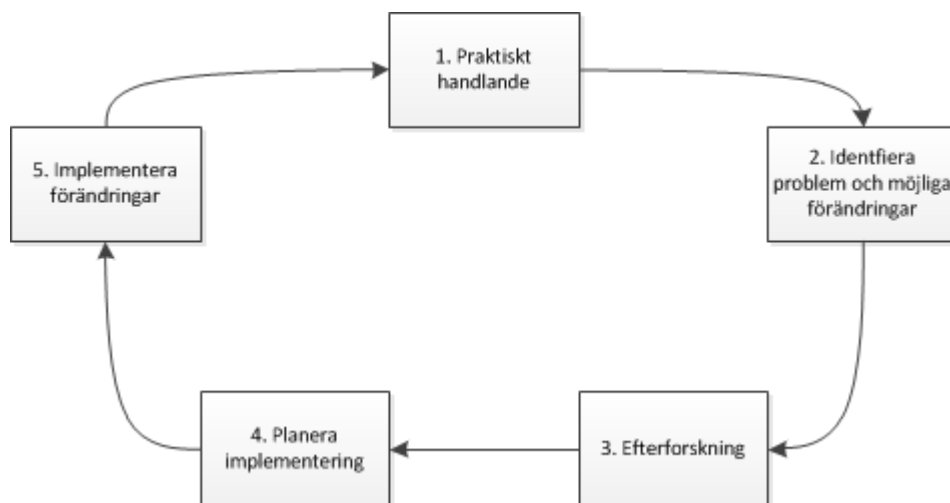 1. Praktiskt
handlande
2. Identfiera
problem och möjliga
förändringar
3. Efterforskning
4. Planera
implementering
5. Implementera
förändringar